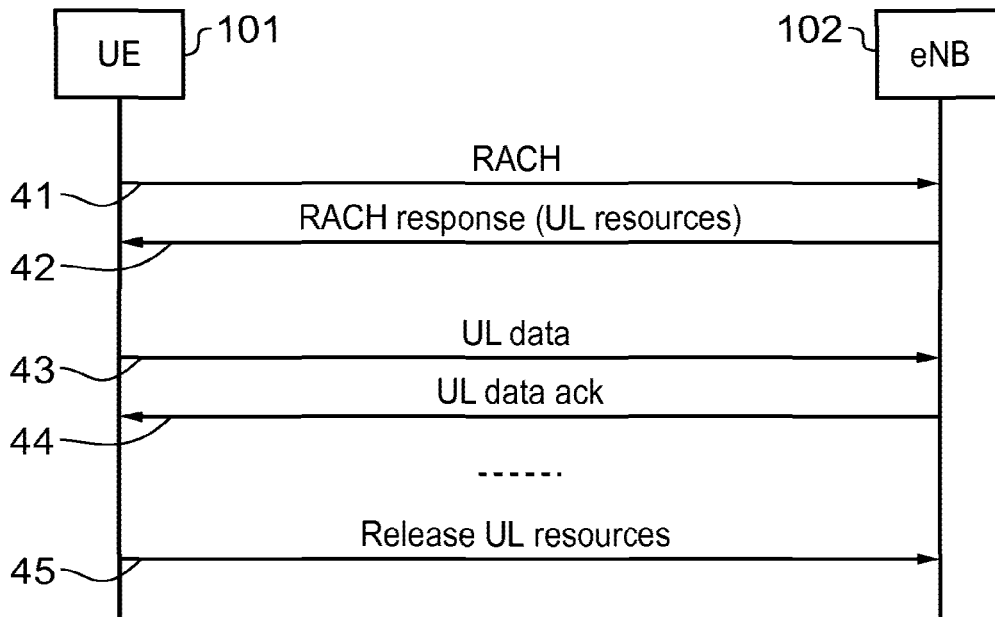 UE
101
102
eNB
RACH
41
RACH response (UL resources)
42
UL data
43
UL data ack
44
Release UL resources
45